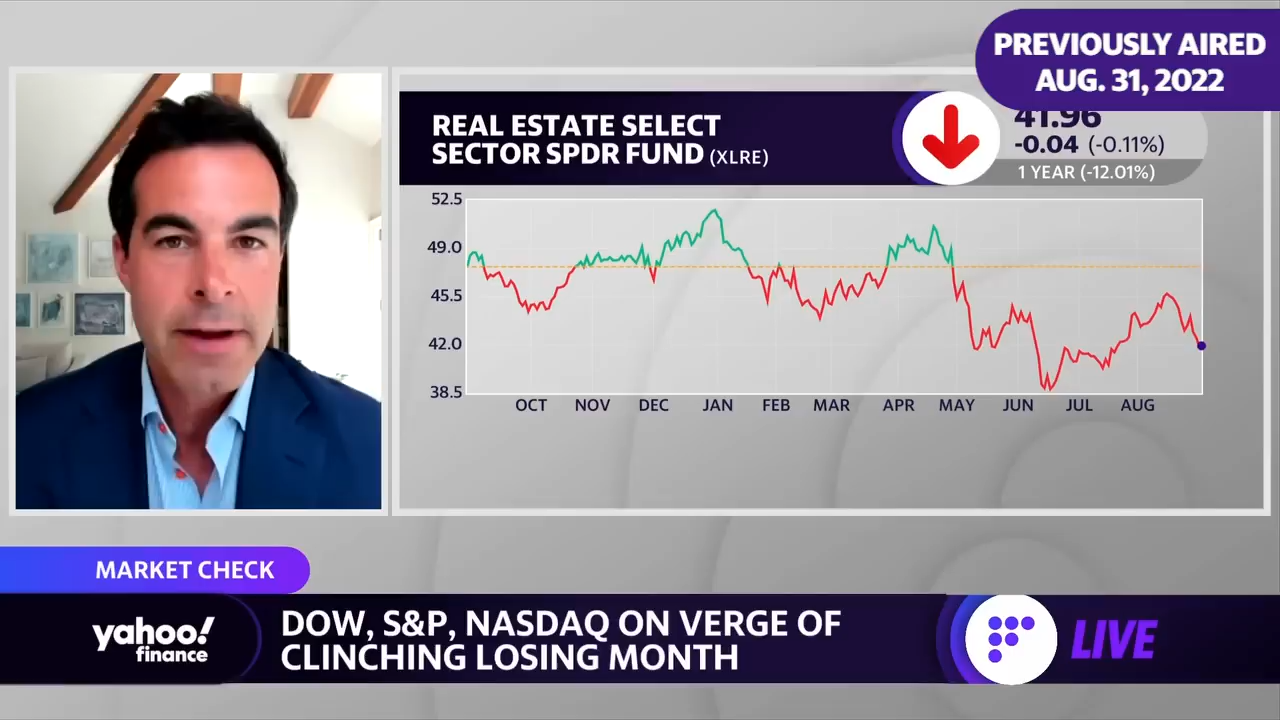 PREVIOUSLY AIRED
AUG. 31, 2022
REAL ESTATE SELECT
SECTOR SPDR FUND (XLRE)
41.96
-0.04 (-0.11%)
1 YEAR (-12.01%)
52.5
49.0
45.5
42.0
38.5
OCT NOV DEC JAN FEB MAR APR MAY JUN JUL AUG
MARKET CHECK
yahoo!
finance
DOW, S&P, NASDAQ ON VERGE OF
CLINCHING LOSING MONTH
LIVE